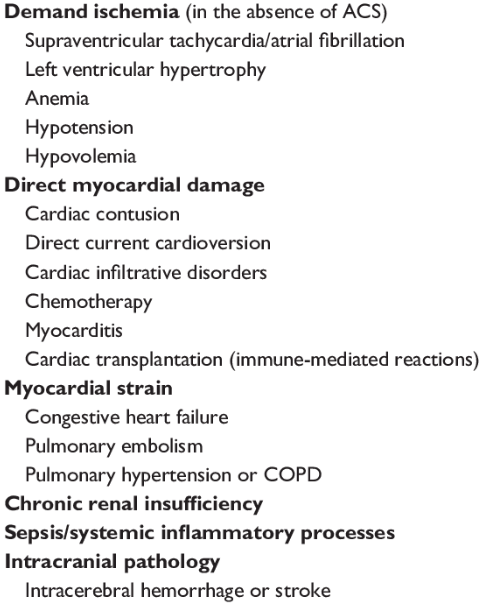 Demand ischemia (in the absence of ACS)
Supraventricular tachycardia/atrial fibrillation
Left ventricular hypertrophy
Anemia
Hypotension
Hypovolemia
Direct myocardial damage
Cardiac contusion
Direct current cardioversion
Cardiac infiltrative disorders
Chemotherapy
Myocarditis
Cardiac transplantation (immune-mediated reactions)
Myocardial strain
Congestive heart failure
Pulmonary embolism
Pulmonary hypertension or COPD
Chronic renal insufficiency
Sepsis/systemic inflammatory processes
Intracranial pathology
Intracerebral hemorrhage or stroke